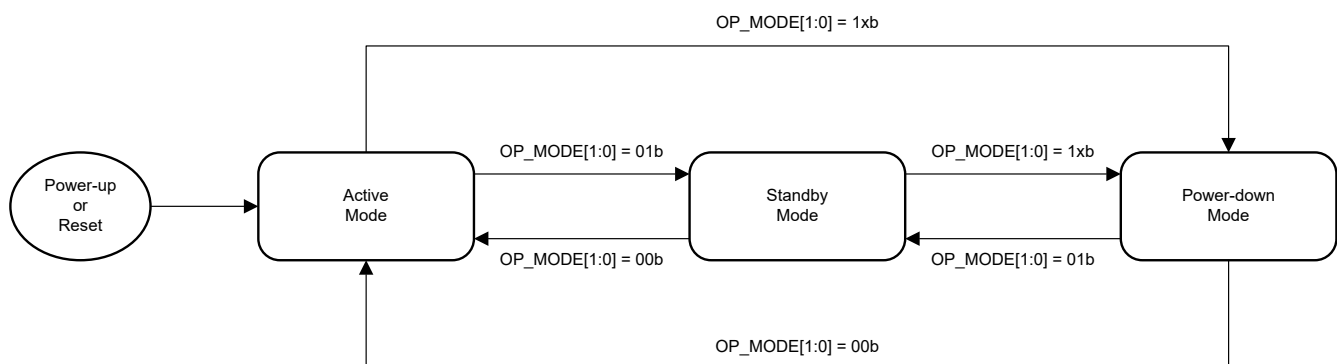 OP_MODE[1:0] = 1xb
OP_MODE[1:0] = 01b
OP_MODE[1:0] = 1xb
Power-up
or
Reset
Active
Mode
Standby
Mode
Power-down
Mode
OP_MODE[1:0] = 00b
OP_MODE[1:0] = 01b
OP_MODE[1:0] = 00b